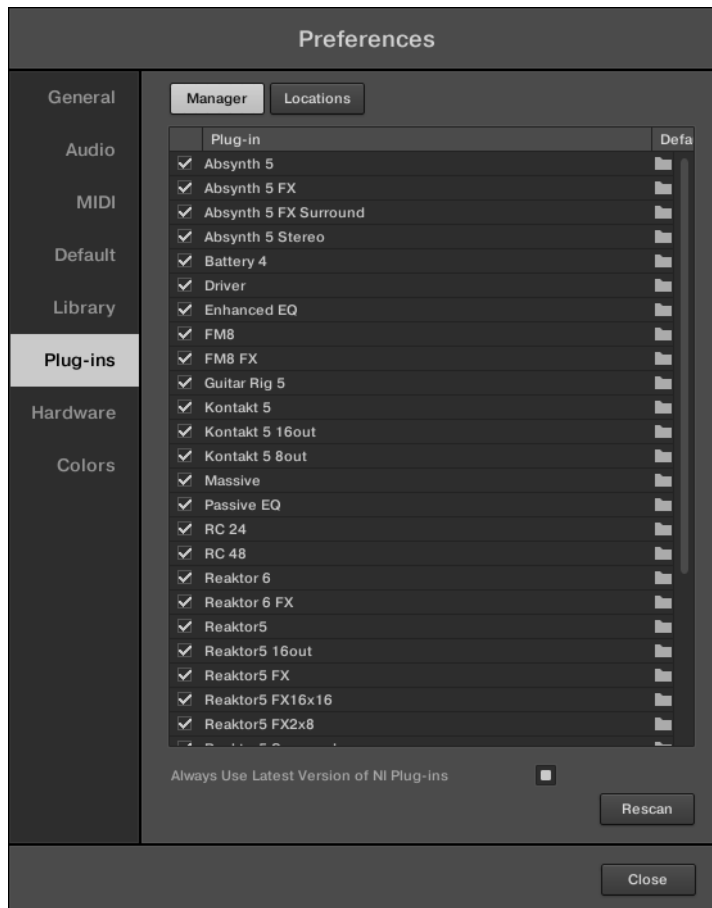 Preferences
General
Audio
MIDI
Default
Library
Plug-ins
Hardware
Colors
Manager Locations
Plug-in Defa
Absynth 5
Absynth 5 FX
Absynth 5 FX Surround
Absynth 5 Stereo
Battery 4
Driver
Enhanced EQ
FM8
FM8 FX
Guitar Rig 5
Kontakt 5
Kontakt 5 16out
Kontakt 5 8out
Massive
Passive EQ
RC 24
RC 48
Reaktor 6
Reaktor 6 FX
Reaktor5
Reaktor5 16out
Reaktor5 FX
Reaktor5 FX16x16
Reaktor5 FX2x8
Always Use Latest Version of NI Plug-ins
Rescan
Close